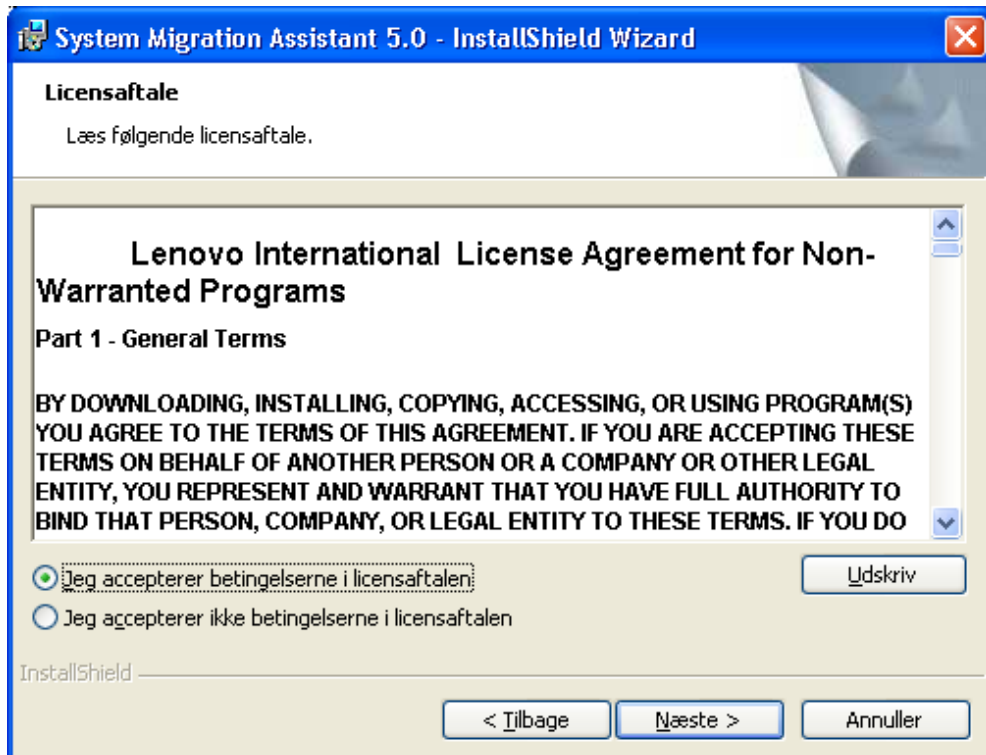 System Migration Assistant 5.0 - InstallShield Wizard
Licensaftale
Læs følgende licensaftale.
Lenovo International License Agreement for Non-
Warranted Programs
Part 1 - General Terms
BY DOWNLOADING, INSTALLING, COPYING, ACCESSING, OR USING PROGRAM(S)
YOU AGREE TO THE TERMS OF THIS AGREEMENT. IF YOU ARE ACCEPTING THESE
TERMS ON BEHALF OF ANOTHER PERSON OR A COMPANY OR OTHER LEGAL
ENTITY, YOU REPRESENT AND WARRANT THAT YOU HAVE FULL AUTHORITY TO
BIND THAT PERSON, COMPANY, OR LEGAL ENTITY TO THESE TERMS. IF YOU DO
Jeg accepterer betingelserne i licensaftalen
Udskriv
Jeg accepterer ikke betingelserne i licensaftalen
InstallShield
< Tilbage
Næste >
Annuller